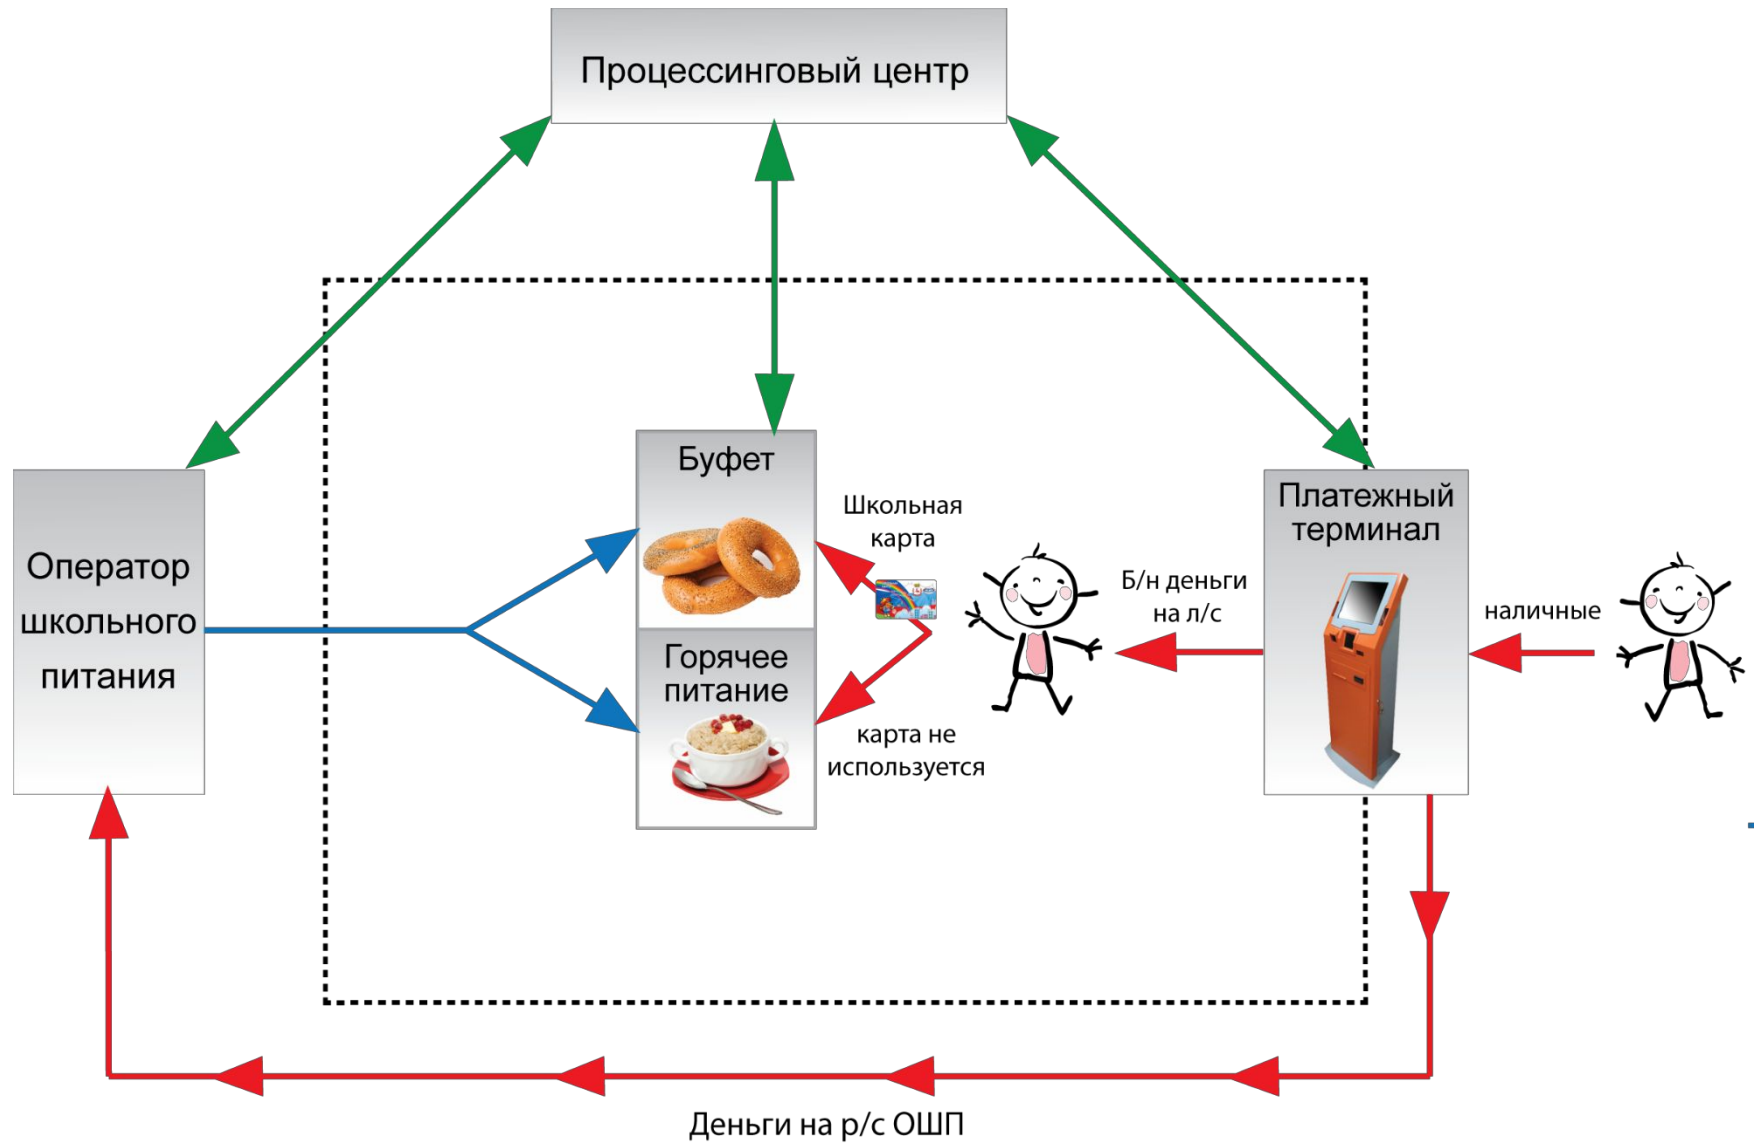 Процессинговый центр
Буфет
Школьная
карта
Платежный
терминал
Оператор
школьного
питания
Б/н деньги
на л/с
наличные
Горячее
питание
карта не
используется
Деньги на р/с ОШП